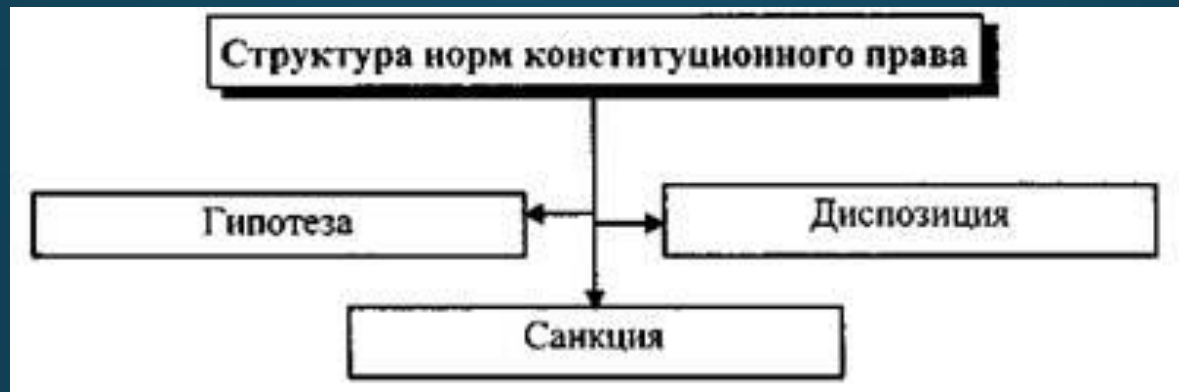 Структура норм конституционного права
Гипотеза
Диспозиция
Санкция